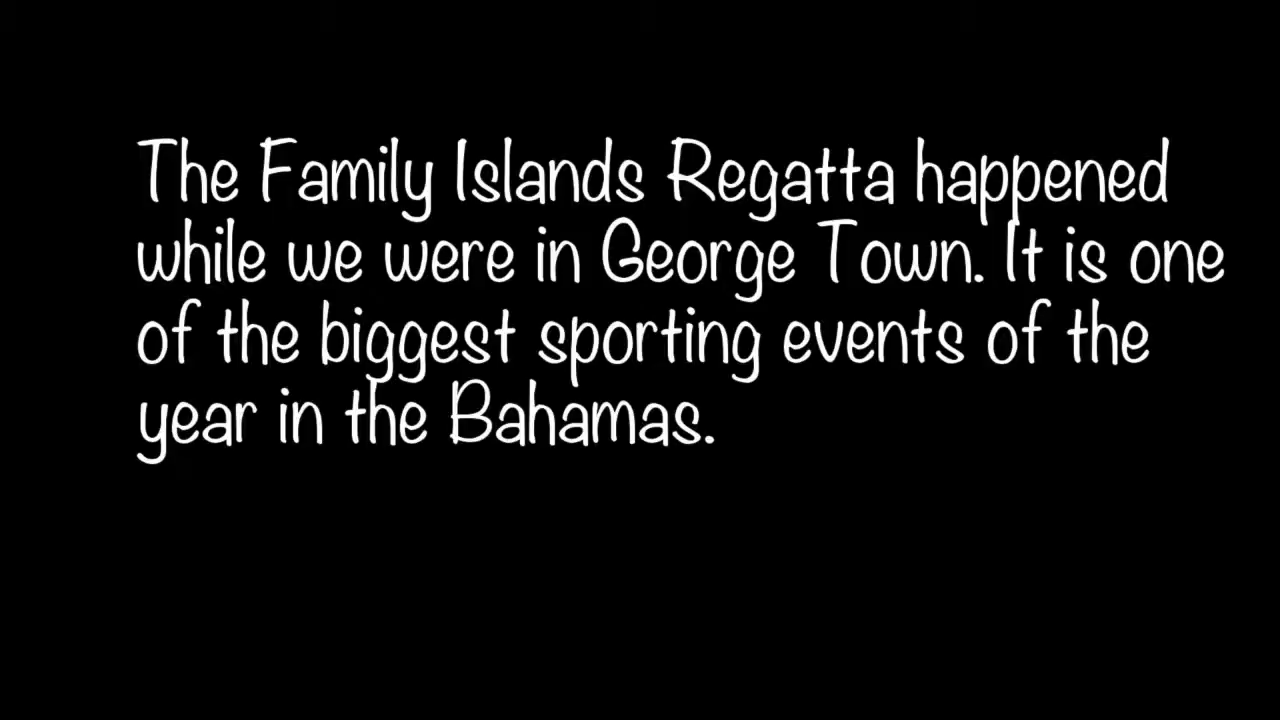 The Family Islands Regatta happened
while we were in George Town. It is one
of the biggest sporting events of the
year in the Bahamas.